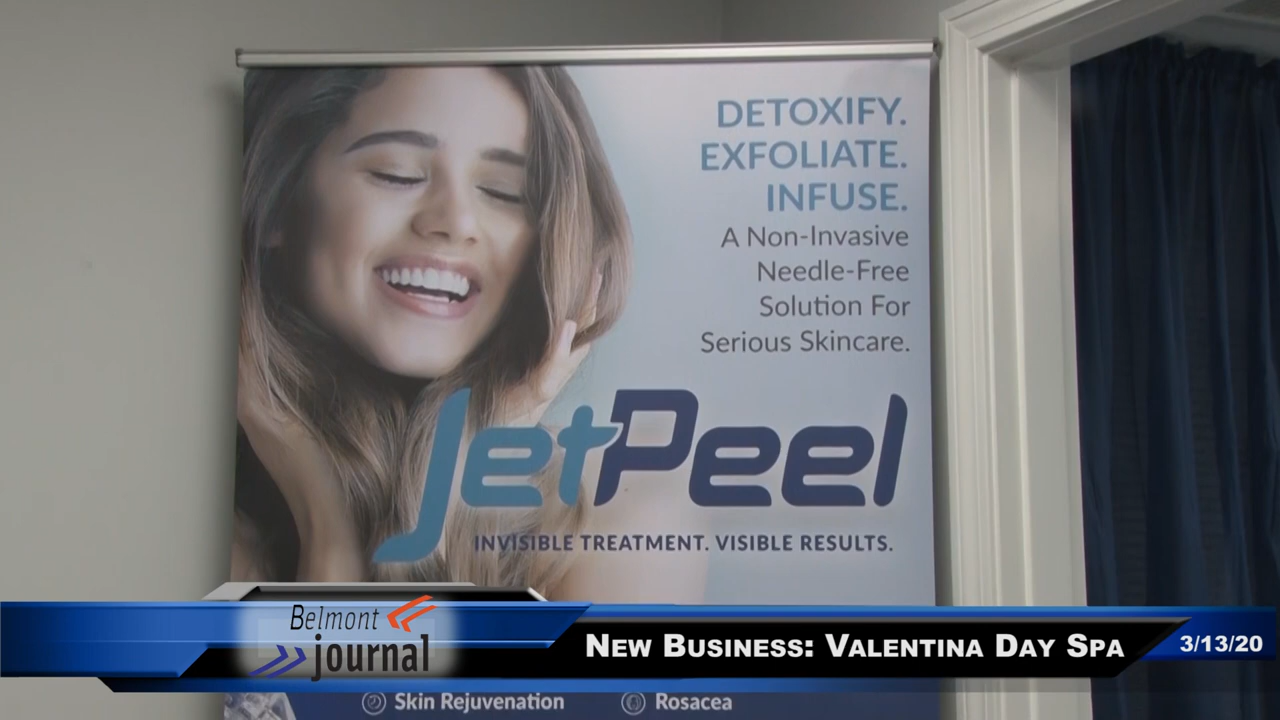 DETOXIFY.
EXFOLIATE.
INFUSE.
A Non-Invasive
Needle-Free
Solution For
Serious Skincare.
JetPeel
INVISIBLE TREATMENT. VISIBLE RESULTS.
Belmont
journal
NEW BUSINESS: VALENTINA DAY SPA
3/13/20
Skin Rejuvenation
Rosacea